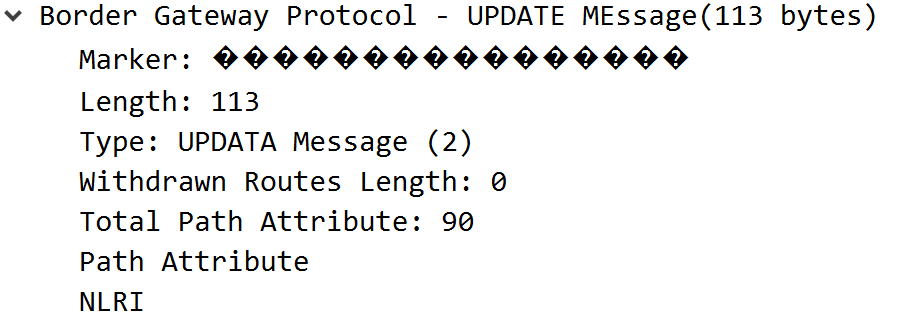 Border Gateway Protocol - UPDATE MEssage(113 bytes)
Marker: ����������������
Length: 113
Type: UPDATA Message (2)
Withdrawn Routes Length: 0
Total Path Attribute: 90
Path Attribute
NLRI